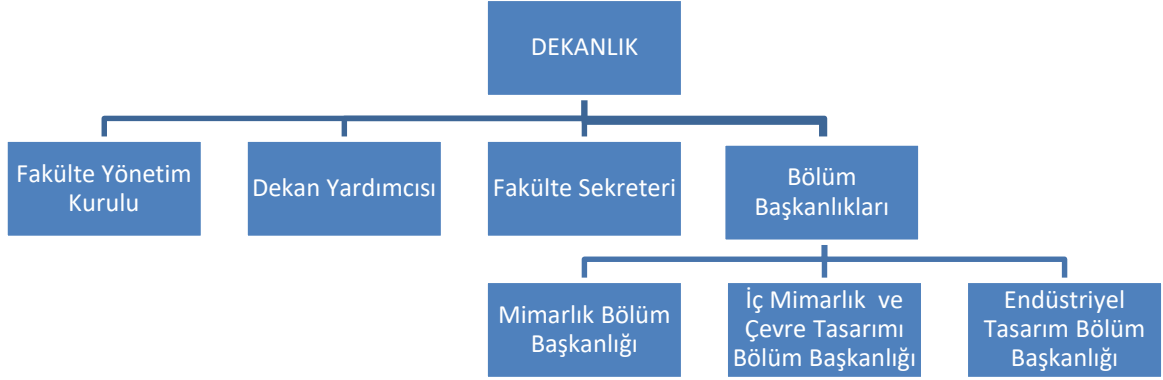 DEKANLIK
Fakülte Yönetim
Kurulu
Dekan Yardımcısı
Fakülte Sekreteri
Bölüm
Başkanlıkları
Mimarlık Bölüm
Başkanlığı
İç Mimarlık ve
Çevre Tasarımı
Bölüm Başkanlığı
Endüstriyel
Tasarım Bölüm
Başkanlığı